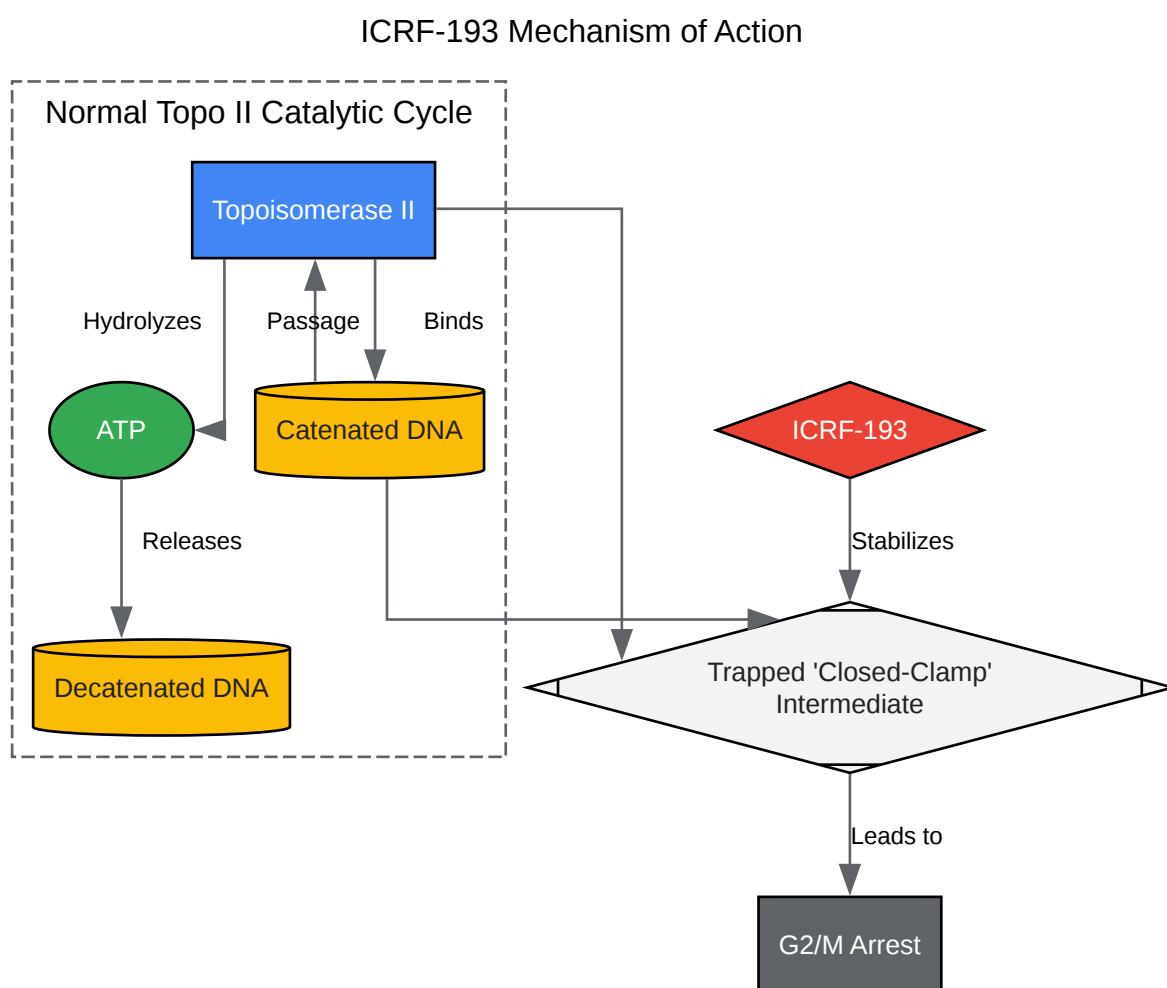 ICRF-193 Mechanism of Action
Normal Topo II Catalytic Cycle
Topoisomerase II
Hydrolyzes
Passage
Binds
ATP
Catenated DNA
ICRF-193
Releases
Stabilizes
Decatenated DNA
Trapped 'Closed-Clamp'
Intermediate
Leads to
G2/M Arrest